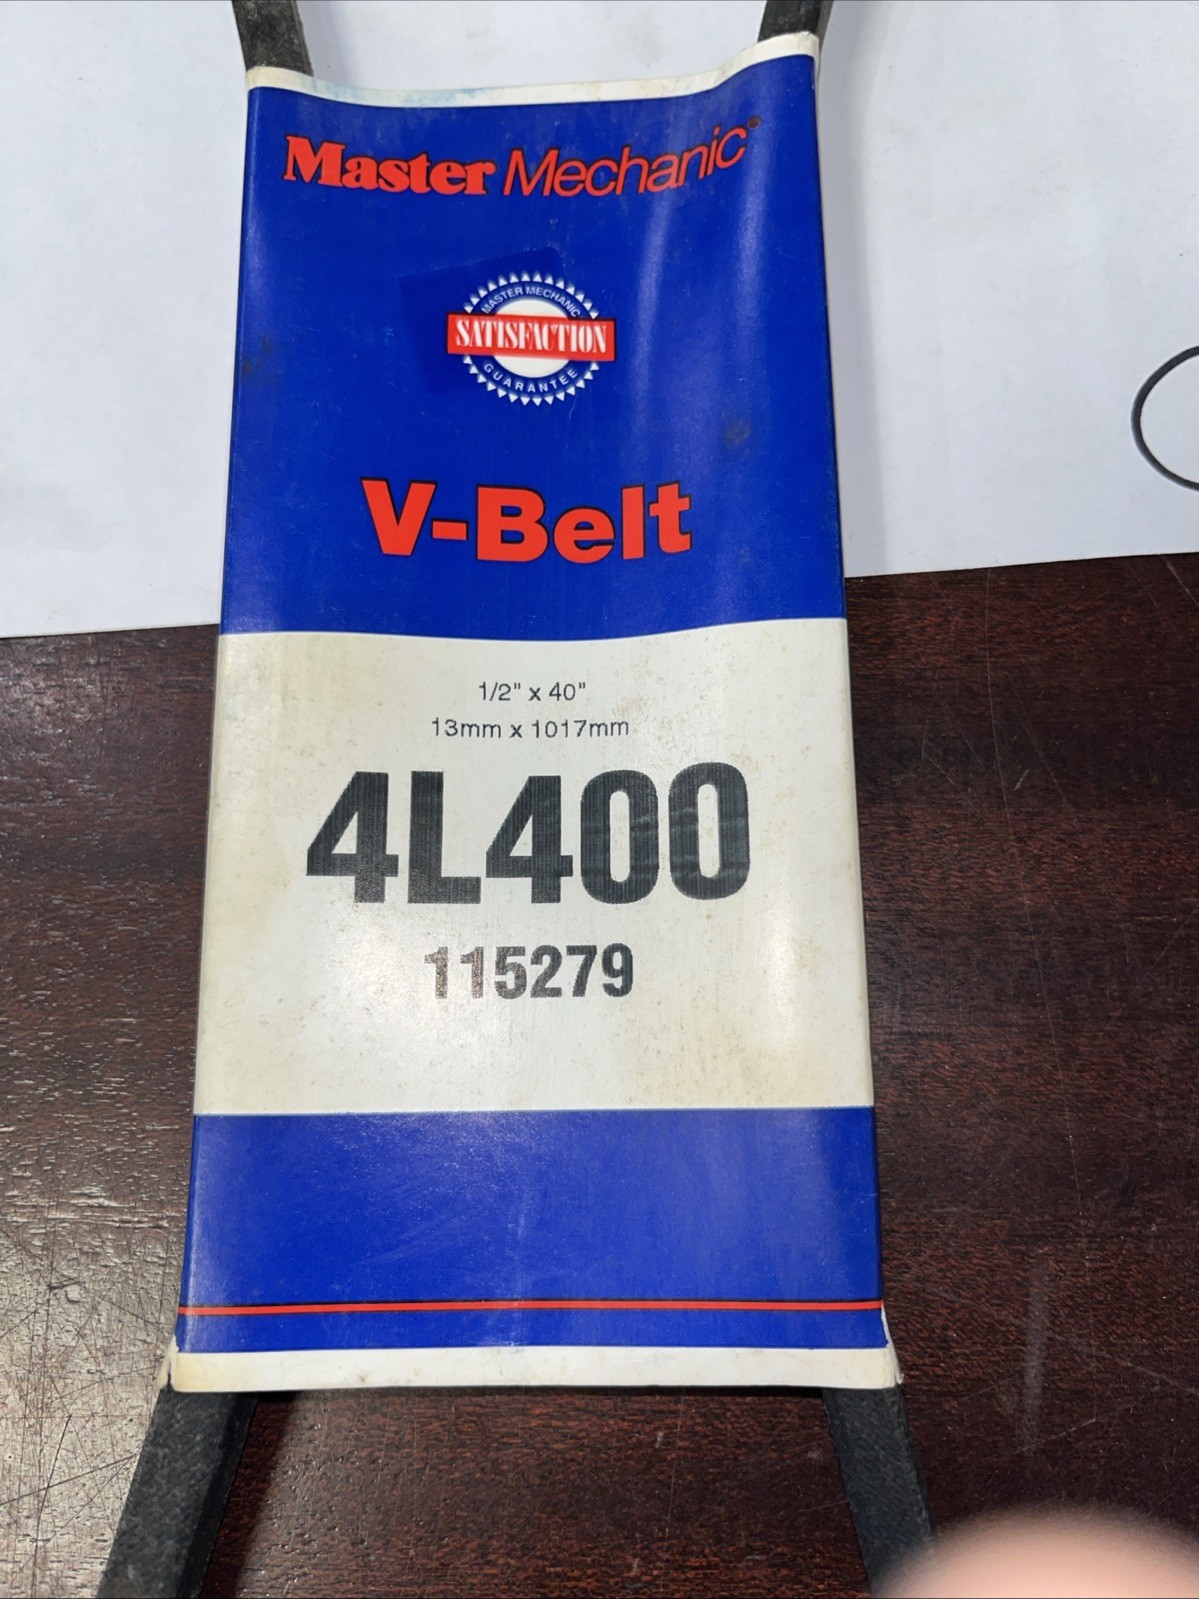 Master Mechanic®
MASTER MECHANIC
SATISFACTION
GUARANTEE
V-Belt
1/2" x 40"
13mm x 1017mm
4L400
115279